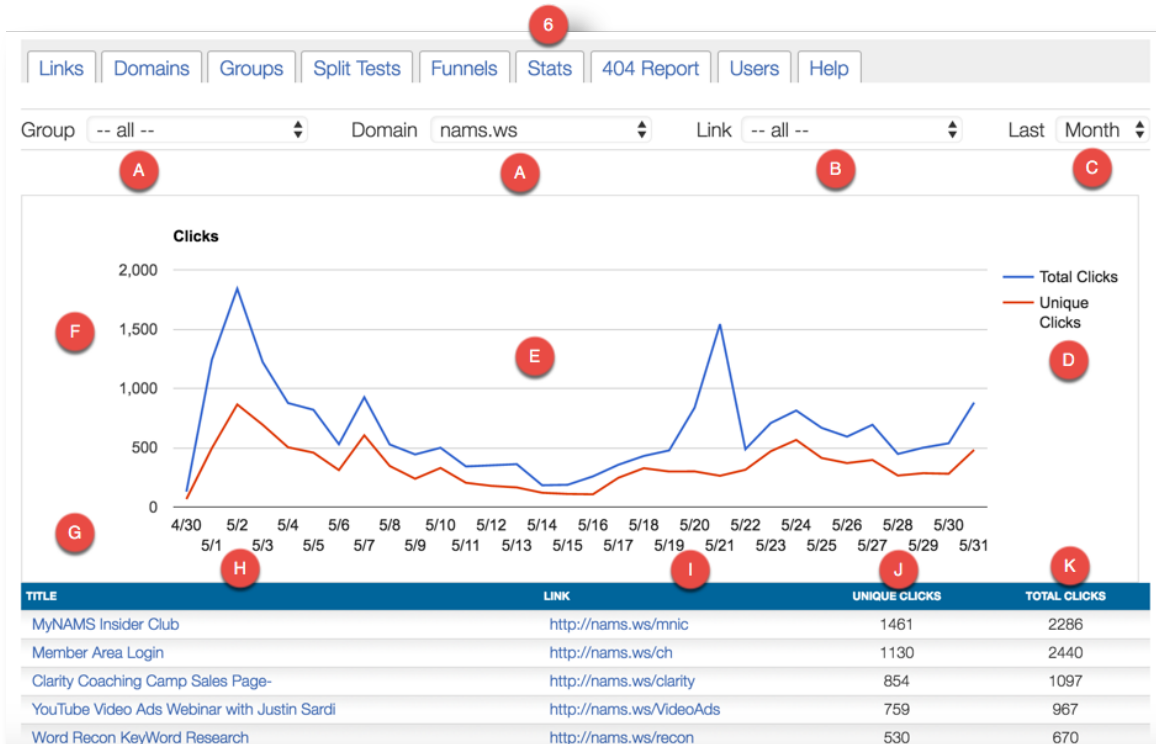 6
Links Domains Groups Split Tests Funnels Stats 404 Report Users Help
Group -- all -- Domain nams.ws Link -- all -- Last Month
A A B C
Clicks
2,000
1,500
1,000
500
0
Total Clicks
Unique
Clicks
F E D
4/30 5/2 5/4 5/6 5/8 5/10 5/12 5/14 5/16 5/18 5/20 5/22 5/24 5/26 5/28 5/30
G
5/1 5/3 5/5 5/7 5/9 5/11 5/13 5/15 5/17 5/19 5/21 5/23 5/25 5/27 5/29 5/31
H I J K
TITLE LINK UNIQUE CLICKS TOTAL CLICKS
MyNAMS Insider Club http://nams.ws/mnic 1461 2286
Member Area Login http://nams.ws/ch 1130 2440
Clarity Coaching Camp Sales Page- http://nams.ws/clarity 854 1097
YouTube Video Ads Webinar with Justin Sardi http://nams.ws/VideoAds 759 967
Word Recon KeyWord Research http://nams.ws/recon 530 670